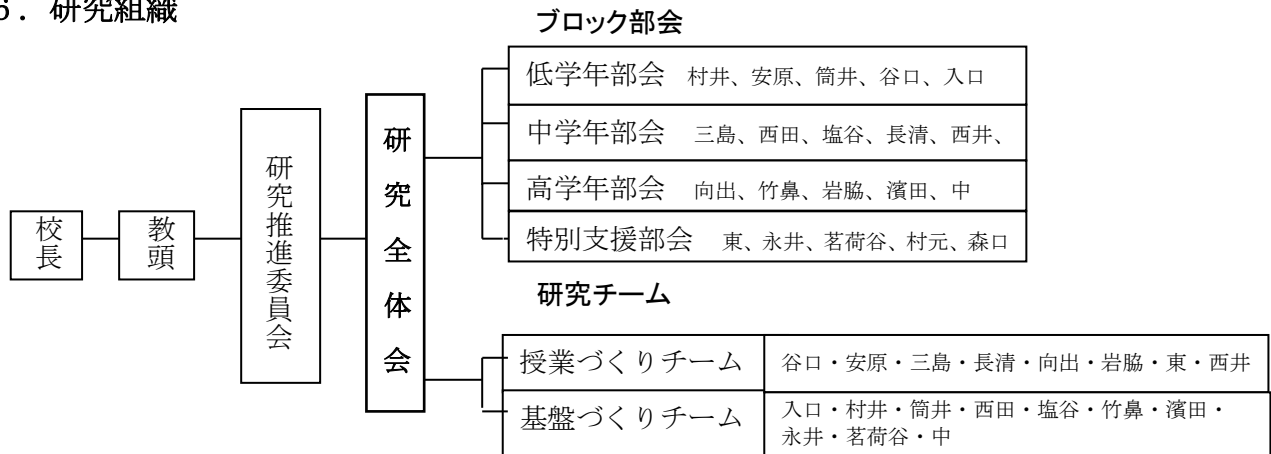 6．研究組織
ブロック部会
低学年部会 村井、安原、筒井、谷口、入口
中学年部会 三島、西田、塩谷、長清、西井、
高学年部会 向出、竹鼻、岩脇、濱田、中
特別支援部会 東、永井、茗荷谷、村元、森口
校長
教頭
研究推進委員会
研究全体会
研究チーム
授業づくりチーム 谷口・安原・三島・長清・向出・岩脇・東・西井
基盤づくりチーム 入口・村井・筒井・西田・塩谷・竹鼻・濱田・
永井・茗荷谷・中